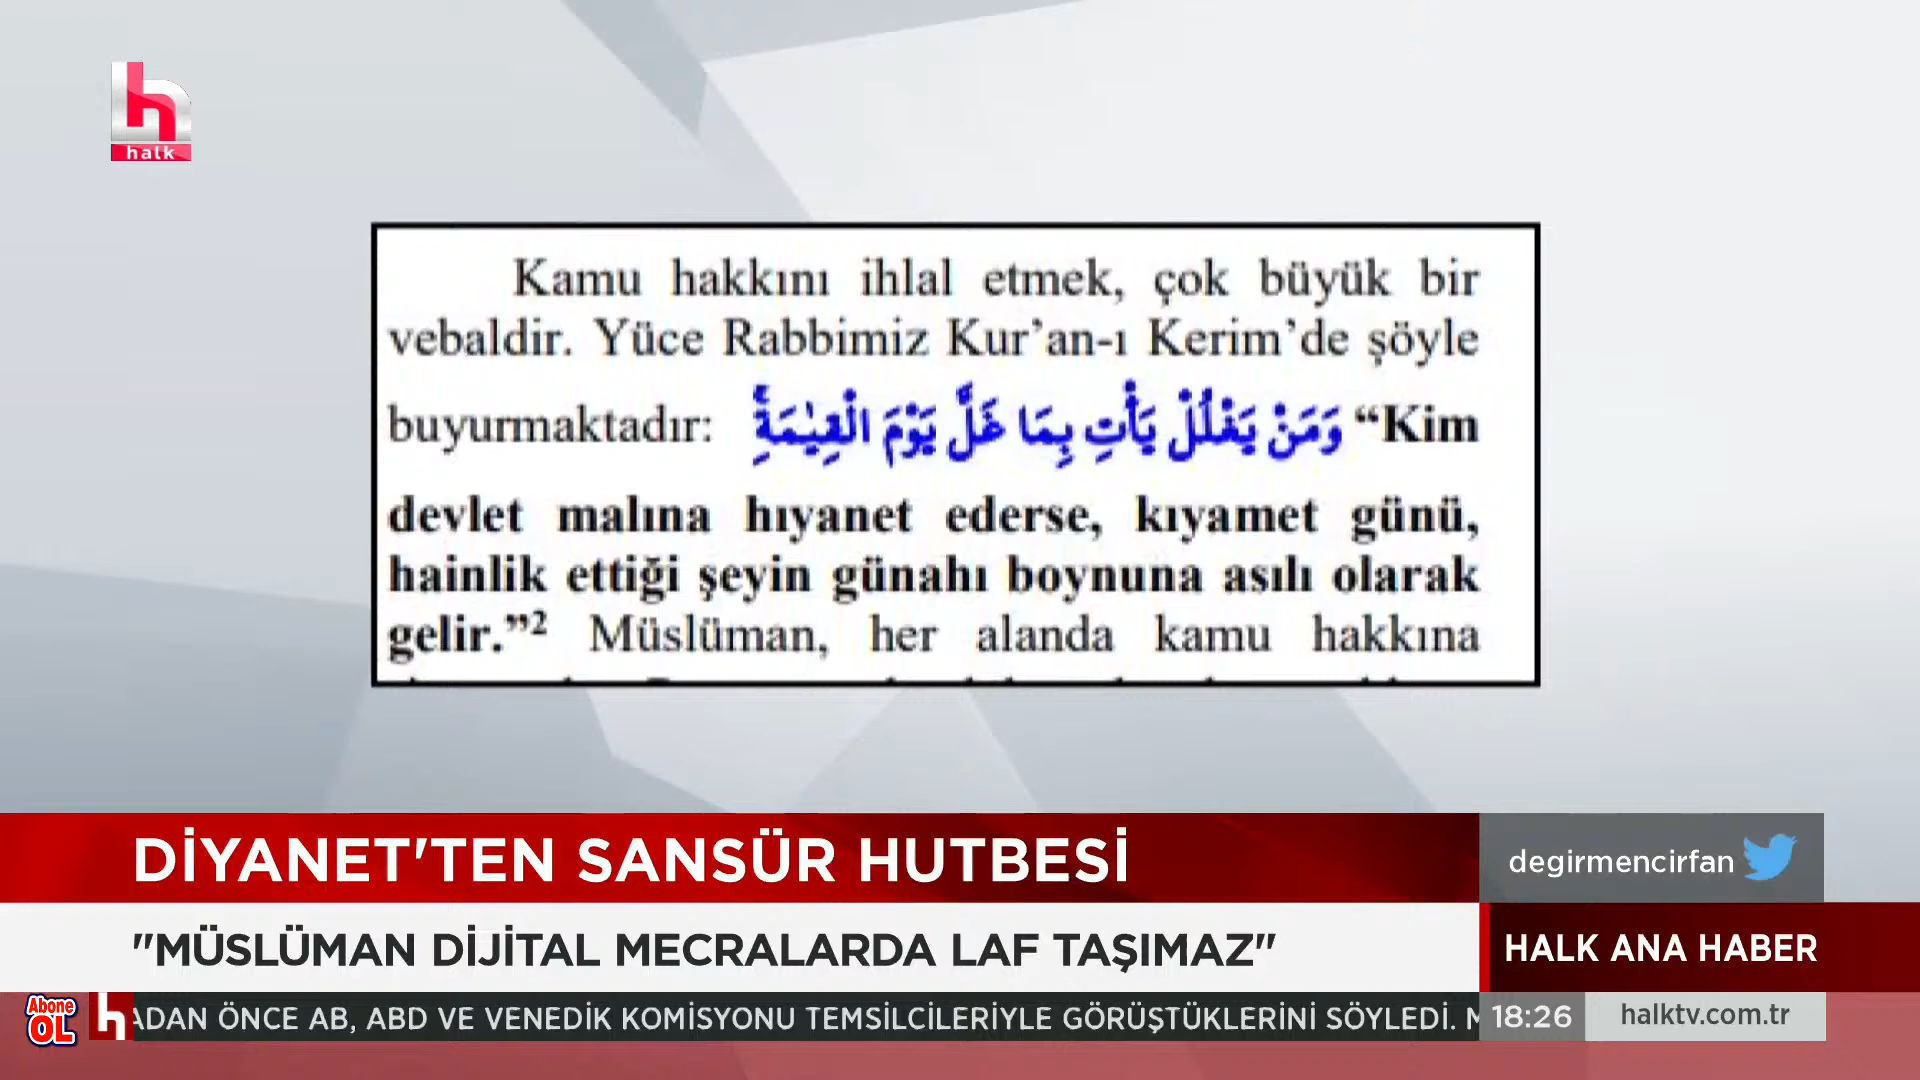 halk
Kamu hakkını ihlal etmek, çok büyük bir
vebaldir. Yüce Rabbimiz Kur’an-ı Kerim’de şöyle
buyurmaktadır: وَمَنْ يَغْلُلْ يَأْتِ بِمَا غَلَّ يَوْمَ الْقِيٰمَةِۚ “Kim
devlet malına hıyanet ederse, kıyamet günü,
hainlik ettiği şeyin günahı boynuna asılı olarak
gelir.”² Müslüman, her alanda kamu hakkına
DİYANET'TEN SANSÜR HUTBESİ
degirmencirfan
"MÜSLÜMAN DİJİTAL MECRALARDA LAF TAŞIMAZ"
HALK ANA HABER
Abone
OL
ADAN ÖNCE AB, ABD VE VENEDİK KOMİSYONU TEMSİLCİLERİYLE GÖRÜŞTÜKLERİNİ SÖYLEDİ.
18:26
halktv.com.tr